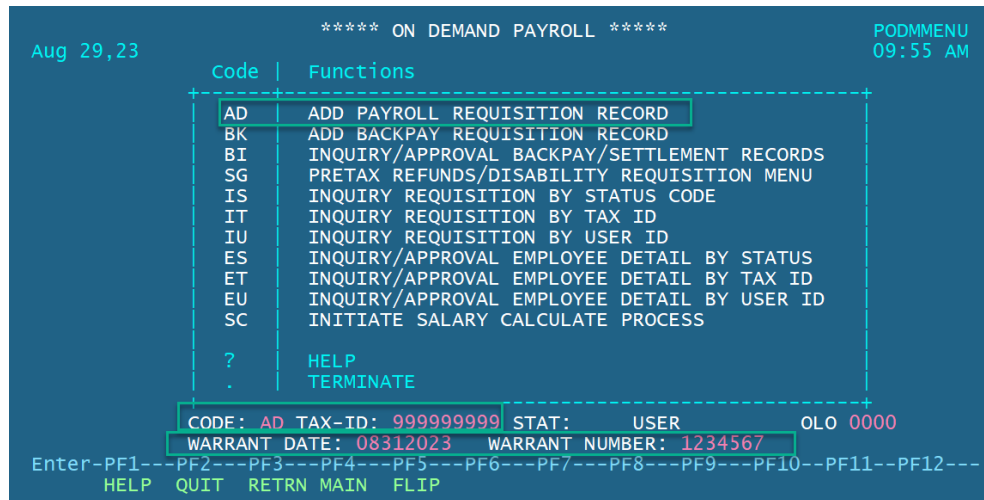 ***** ON DEMAND PAYROLL ***** PODMMENU
Aug 29,23 09:55 AM
Code | Functions
+------+---------------------------------------------------+
| AD | ADD PAYROLL REQUISITION RECORD |
| BK | ADD BACKPAY REQUISITION RECORD |
| BI | INQUIRY/APPROVAL BACKPAY/SETTLEMENT RECORDS |
| SG | PRETAX REFUNDS/DISABILITY REQUISITION MENU |
| IS | INQUIRY REQUISITION BY STATUS CODE |
| IT | INQUIRY REQUISITION BY TAX ID |
| IU | INQUIRY REQUISITION BY USER ID |
| ES | INQUIRY/APPROVAL EMPLOYEE DETAIL BY STATUS |
| ET | INQUIRY/APPROVAL EMPLOYEE DETAIL BY TAX ID |
| EU | INQUIRY/APPROVAL EMPLOYEE DETAIL BY USER ID |
| SC | INITIATE SALARY CALCULATE PROCESS |
| ? | HELP |
| . | TERMINATE |
+------+---------------------------------------------------+
CODE: AD TAX-ID: 999999999 STAT: USER OLO 0000
WARRANT DATE: 08312023 WARRANT NUMBER: 1234567
Enter-PF1---PF2---PF3---PF4---PF5---PF6---PF7---PF8---PF9---PF10--PF11--PF12---
HELP QUIT RETRN MAIN FLIP